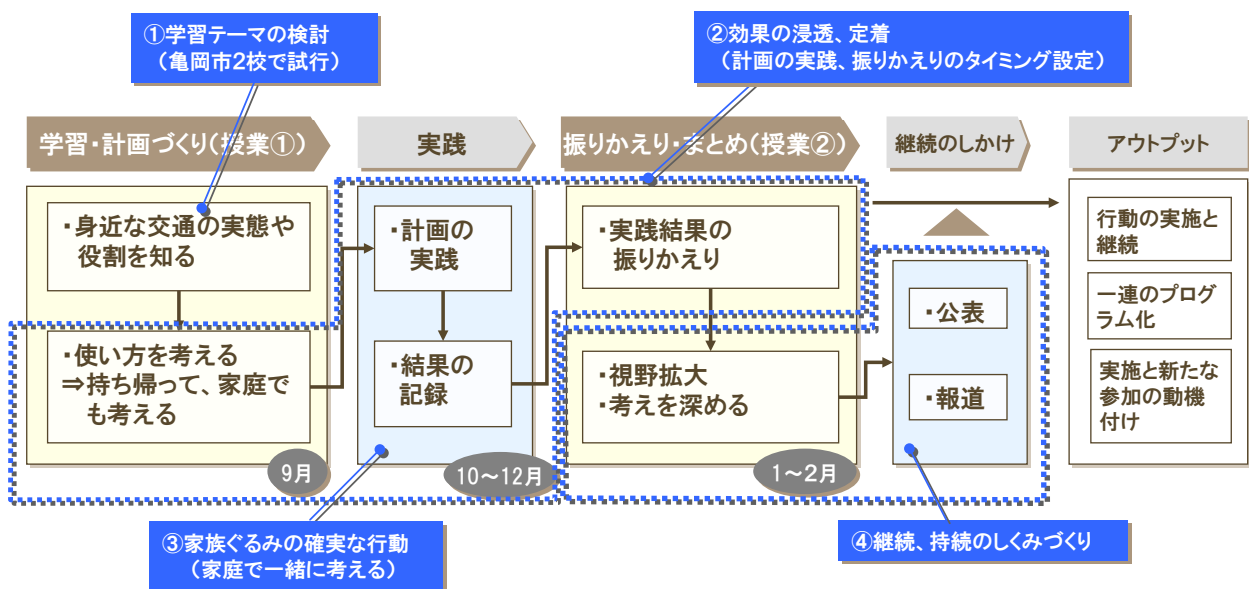 ①学習テーマの検討
（亀岡市2校で試行）
②効果の浸透、定着
（計画の実践、振りかえりのタイミング設定）
学習・計画づくり（授業①）
実践
振りかえり・まとめ（授業②）
継続のしかけ
アウトプット
・身近な交通の実態や
役割を知る
・使い方を考える
⇒持ち帰って、家庭で
も考える
9月
・計画の
実践
・結果の
記録
10～12月
・実践結果の
振りかえり
・視野拡大
・考えを深める
1～2月
・公表
・報道
行動の実施と
継続
一連のプログ
ラム化
実施と新たな
参加の動機
付け
③家族ぐるみの確実な行動
（家庭で一緒に考える）
④継続、持続のしくみづくり